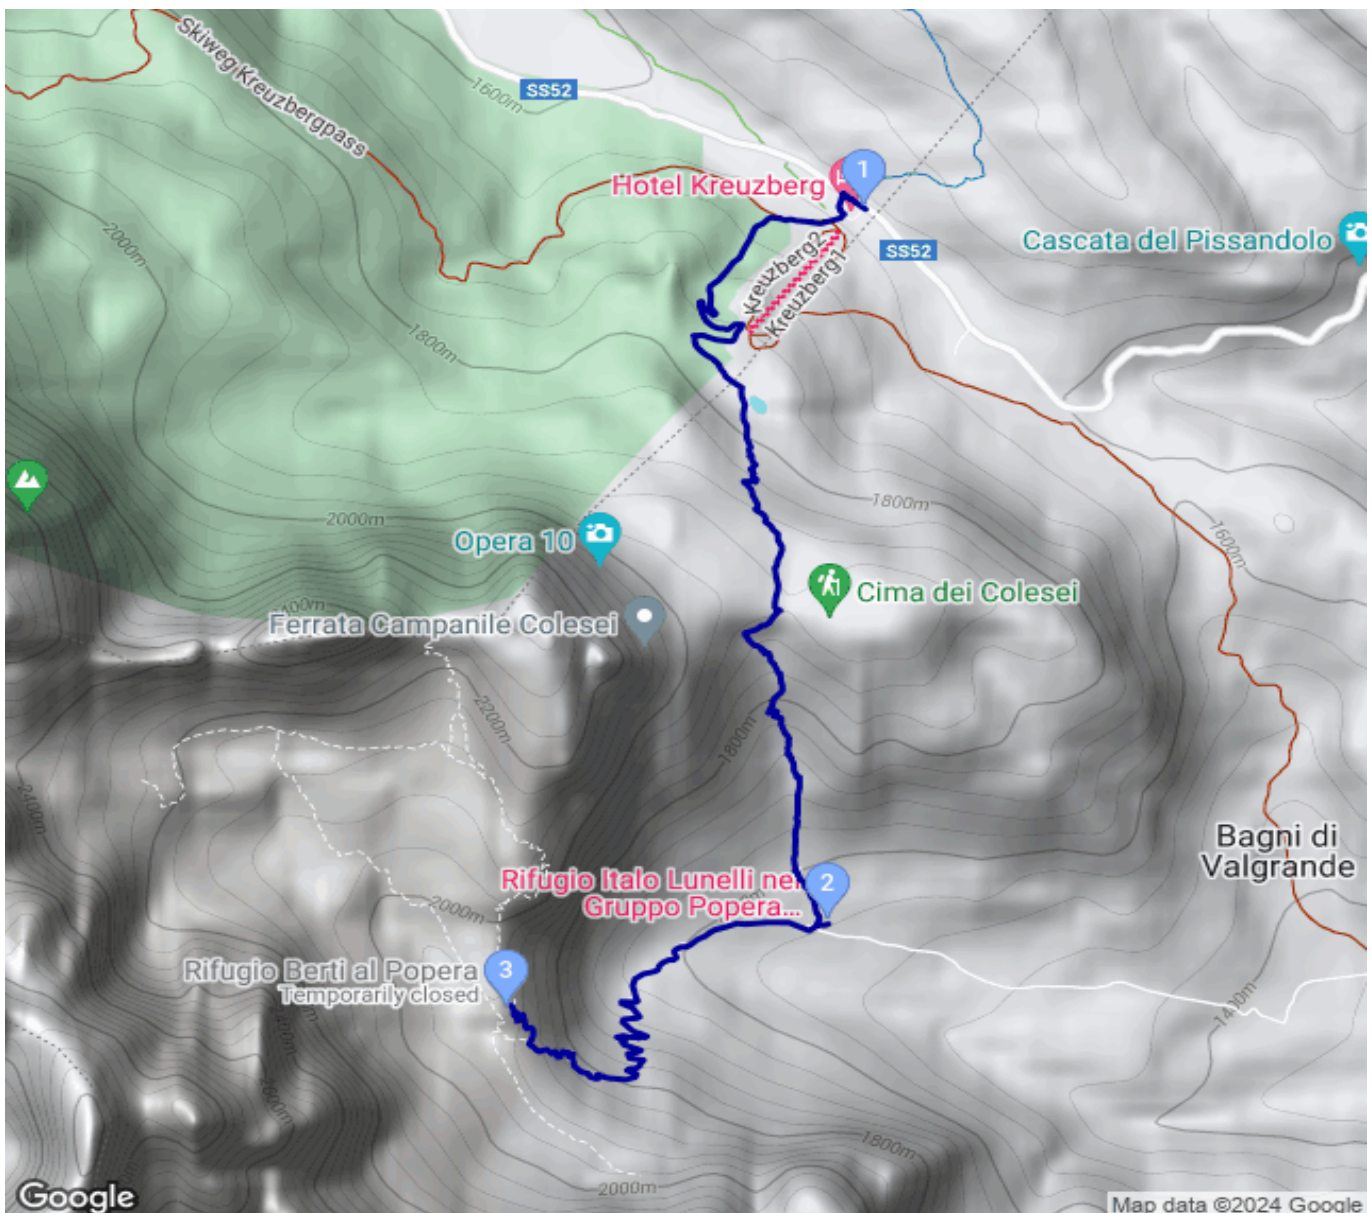 Skiweg Kreuzbergpass
1600m
SS52
Hotel Kreuzberg
1
SS52
Cascata del Pissandolo
2000m
Kreuzberg2
Kreuzberg1
1800m
1800m
2000m
1600m
Opera 10
Cima dei Colesei
Ferrata Campanile Colesei
2200m
1800m
2400m
Bagni di
Valgrande
Rifugio Italo Lunelli nel
Gruppo Popera...
2
2000m
Rifugio Berti al Popera
Temporarily closed
3
1400m
1800m
2000m
Google
Map data ©2024 Google